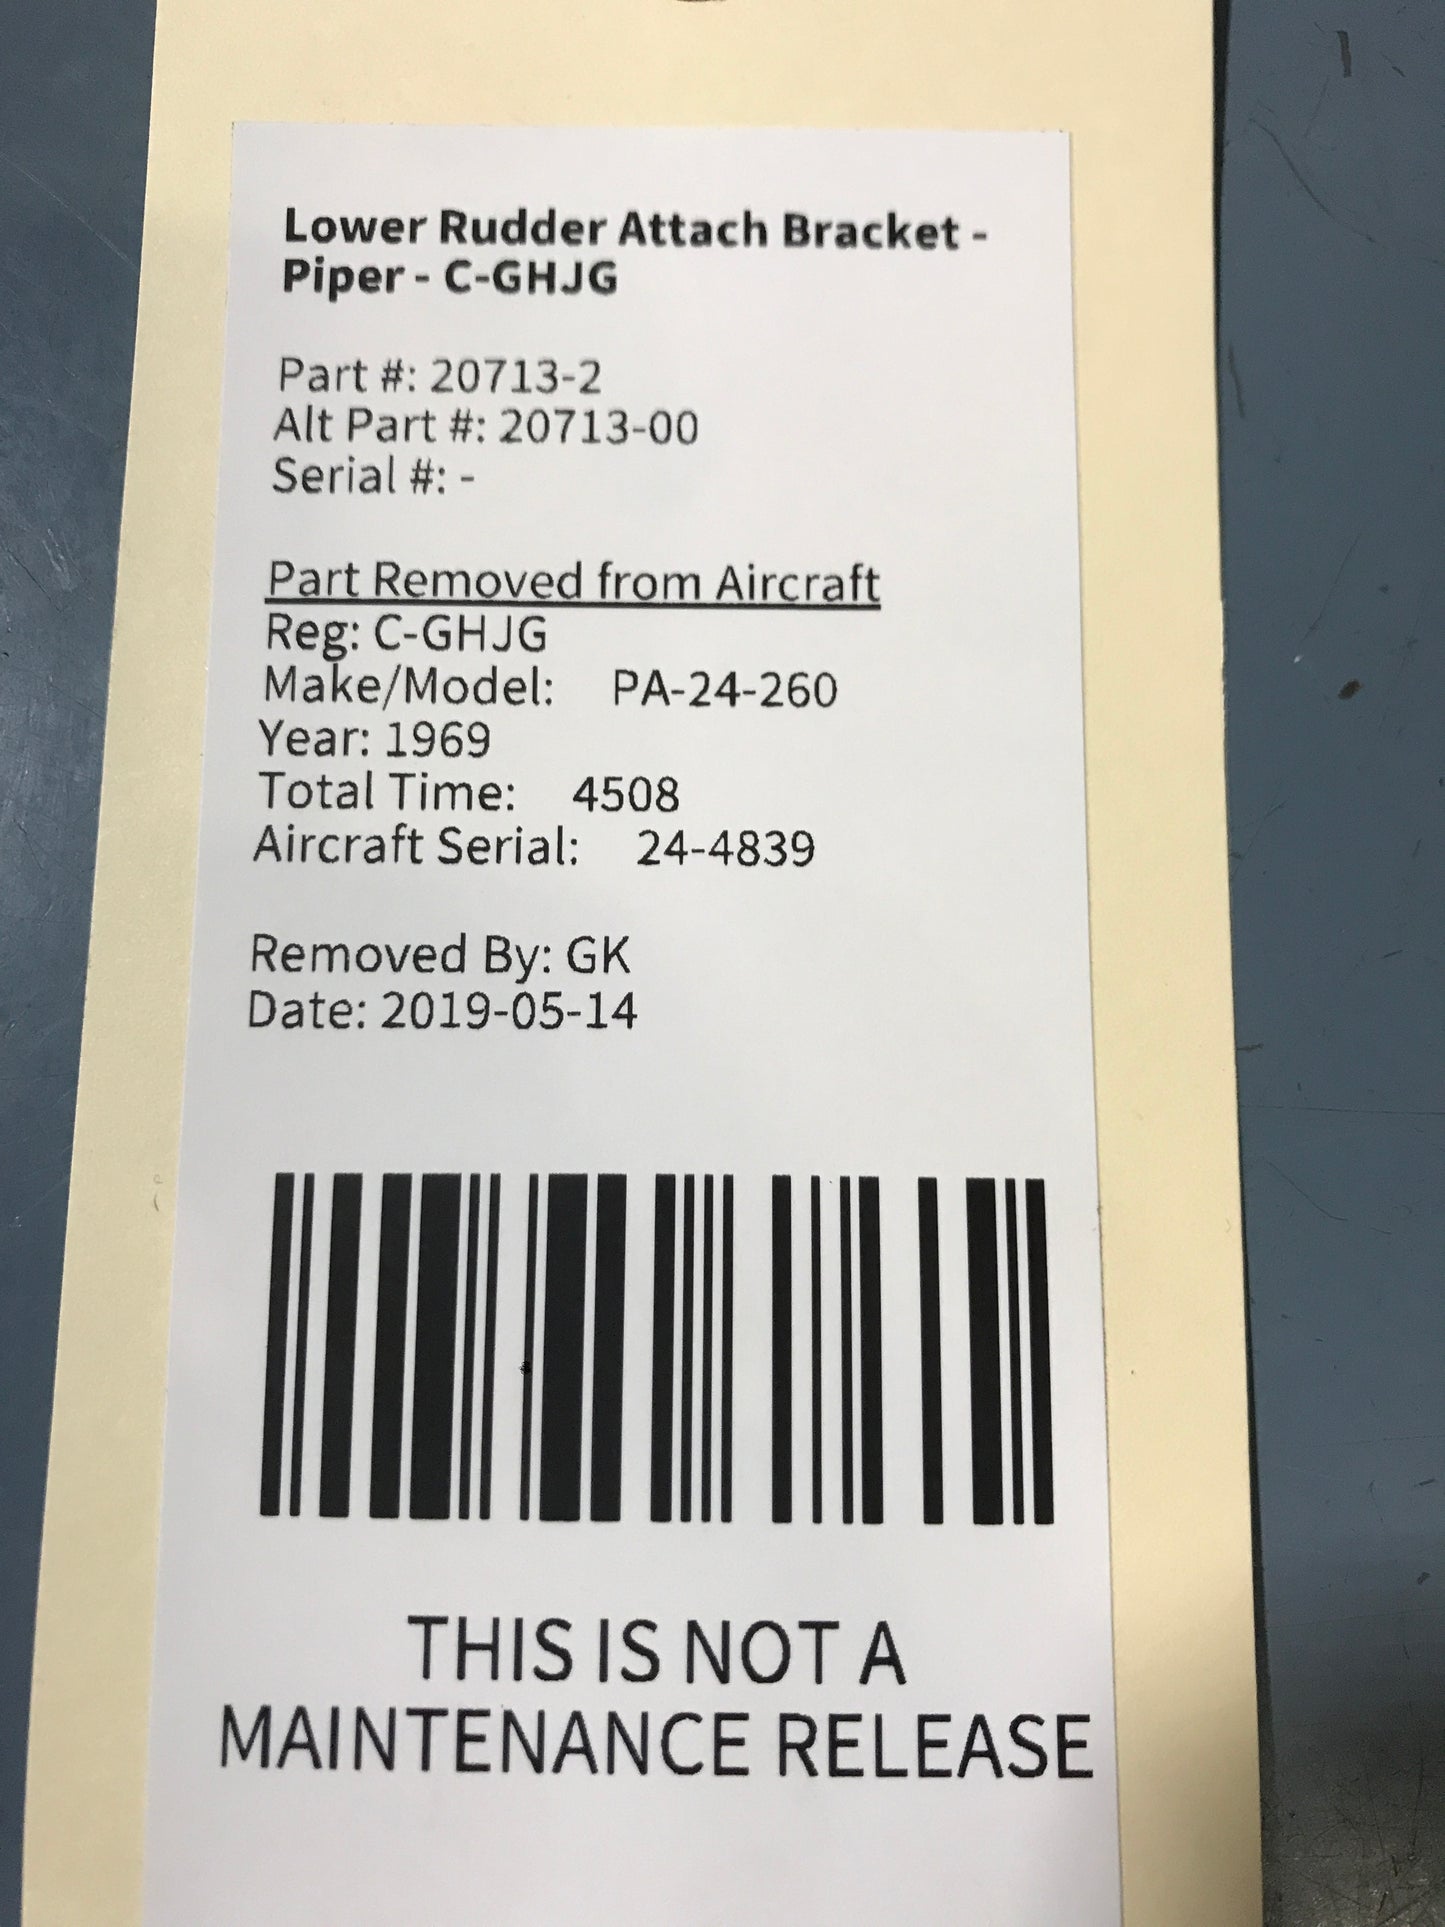 Lower Rudder Attach Bracket -
Piper - C-GHJG
Part #: 20713-2
Alt Part #: 20713-00
Serial #: -
Part Removed from Aircraft
Reg: C-GHJG
Make/Model: PA-24-260
Year: 1969
Total Time: 4508
Aircraft Serial: 24-4839
Removed By: GK
Date: 2019-05-14
THIS IS NOT A
MAINTENANCE RELEASE